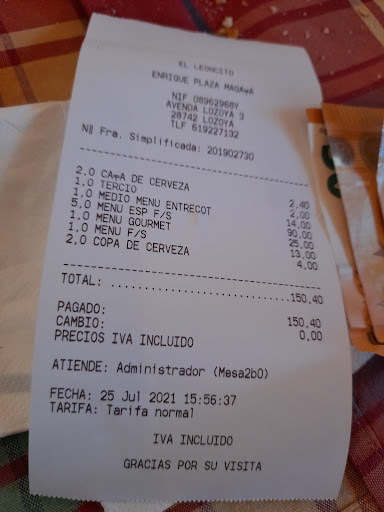 EL LEONCITO
ENRIQUE PLAZA MAGAÑA
NIF 08962968V
AVENDA LOZOYA 3
28742 LOZOYA
TLF 619227132
Nº Fra. Simplificada: 201902730
2.0 CAÑA DE CERVEZA 2,40
1.0 TERCIO 2,00
1.0 MEDIO MENU ENTRECOT 14,00
5,0 MENU ESP F/S 90,00
1.0 MENU GOURMET 25,00
1.0 MENU F/S 13,00
2,0 COPA DE CERVEZA 4,00
TOTAL: ............................150,40
PAGADO: 150,40
CAMBIO: 0,00
PRECIOS IVA INCLUIDO
ATIENDE: Administrador (Mesa2b0)
FECHA: 25 Jul 2021 15:56:37
TARIFA: Tarifa normal
IVA INCLUIDO
GRACIAS POR SU VISITA